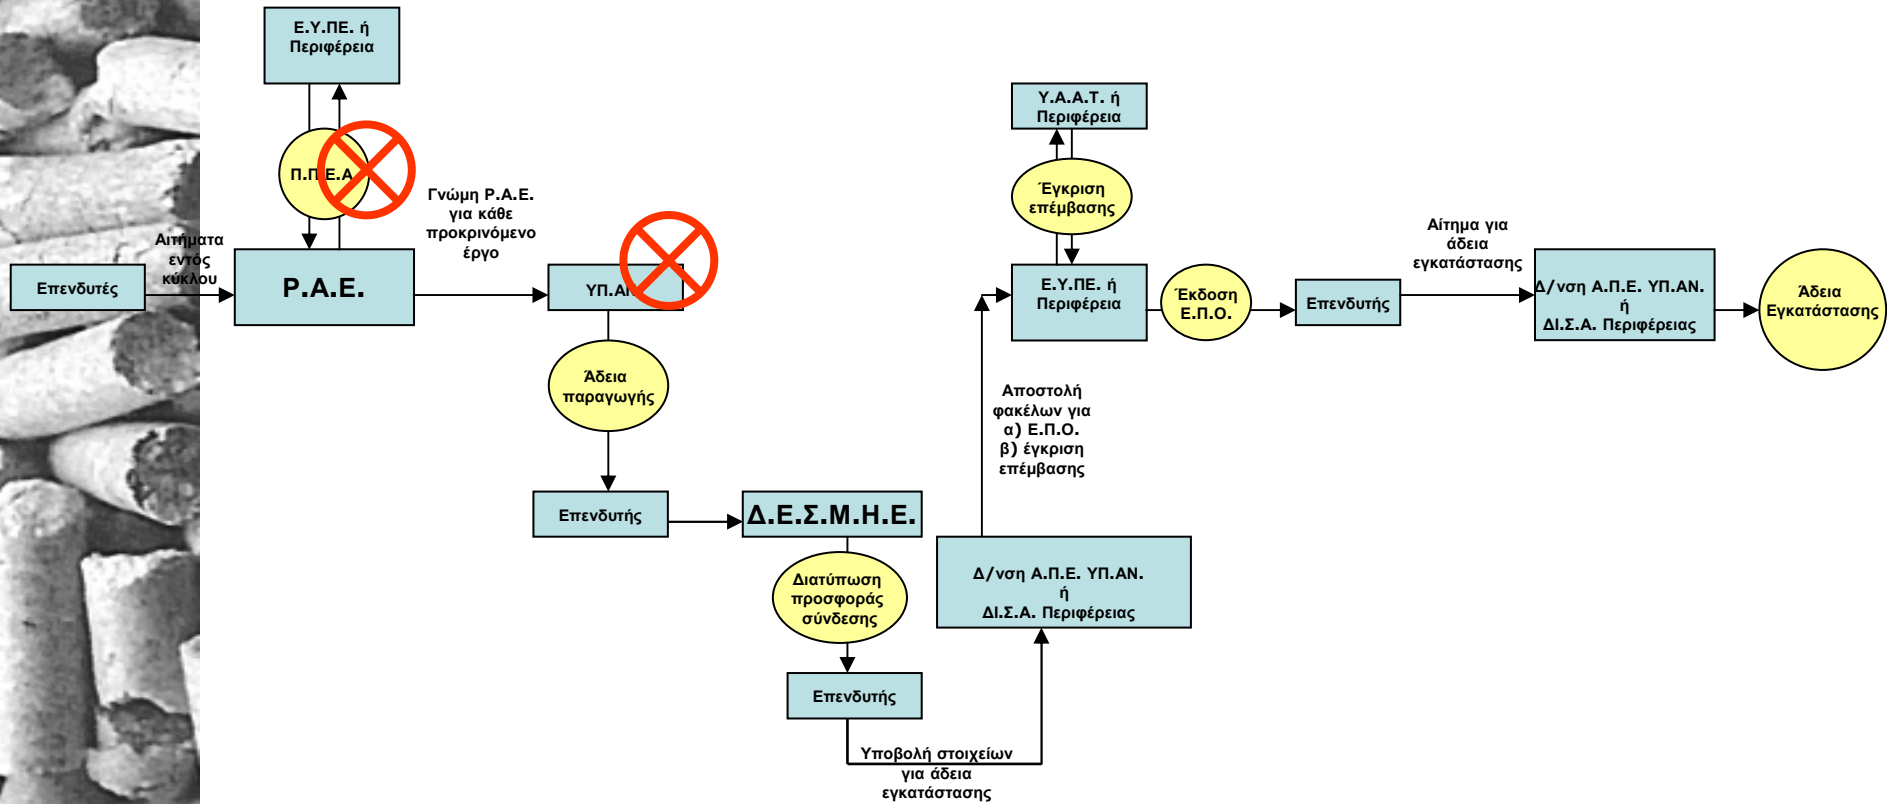 Ε.Υ.ΠΕ. ή
Περιφέρεια
Π.Π.Ε.Α
Αιτήματα
εντός
κύκλου
Επενδυτές
Ρ.Α.Ε.
Γνώμη Ρ.Α.Ε.
για κάθε
προκρινόμενο
έργο
ΥΠ.ΑΝ
Άδεια
παραγωγής
Επενδυτής
Δ.Ε.Σ.Μ.Η.Ε.
Διατύπωση
προσφοράς
σύνδεσης
Επενδυτής
Υποβολή στοιχείων
για άδεια
εγκατάστασης
Δ/νση Α.Π.Ε. ΥΠ.ΑΝ.
ή
ΔΙ.Σ.Α. Περιφέρειας
Αποστολή
φακέλων για
α) Ε.Π.Ο.
β) έγκριση
επέμβασης
Υ.Α.Α.Τ. ή
Περιφέρεια
Έγκριση
επέμβασης
Ε.Υ.ΠΕ. ή
Περιφέρεια
Έκδοση
Ε.Π.Ο.
Επενδυτής
Αίτημα για
άδεια
εγκατάστασης
Δ/νση Α.Π.Ε. ΥΠ.ΑΝ.
ή
ΔΙ.Σ.Α. Περιφέρειας
Άδεια
Εγκατάστασης